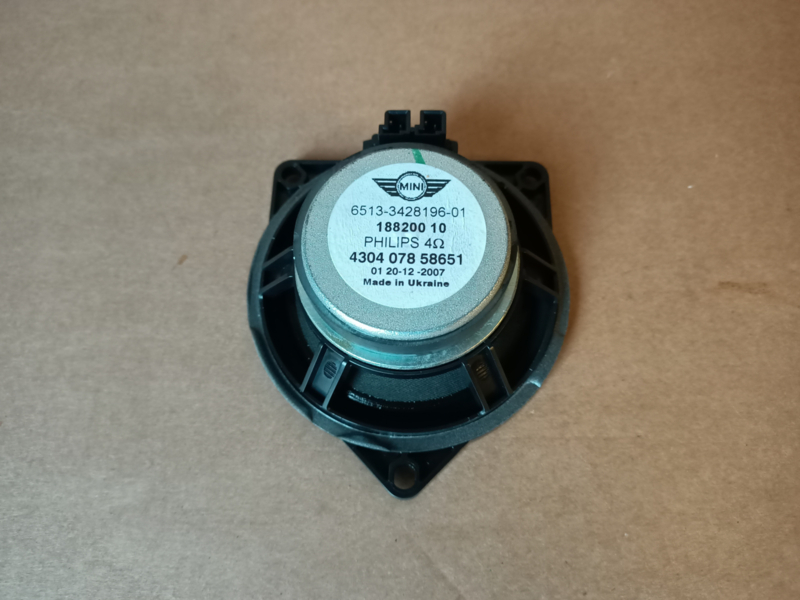 MINI
6513-3428196-01
188200 10
PHILIPS 4Ω
4304 078 58651
01 20-12 -2007
Made in Ukraine